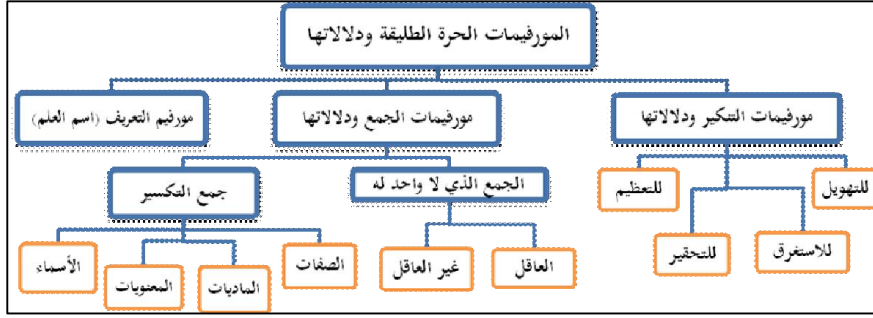 المورفيمات الحرة الطليقة ودلالاتها
مورفيمات التنكير ودلالاتها
مورفيمات الجمع ودلالاتها
مورفيم التعريف (اسم العلم)
للتهويل
للتعظيم
للاستغرق
للتحقير
الجمع الذي لا واحد له
جمع التكسير
العاقل
غير العاقل
الصفات
الماديات
المعنويات
الأسماء